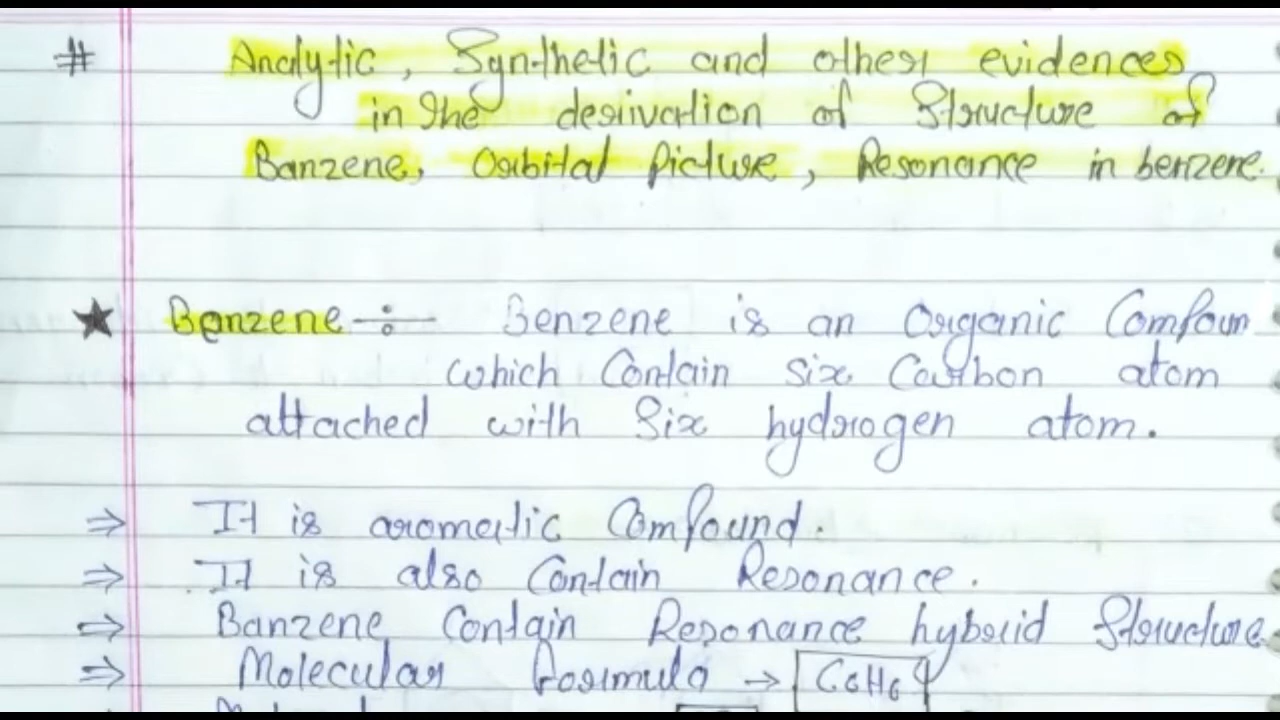 # Analytic, Synthetic and other evidences
in the derivation of Structure of
Banzene, Orbital Picture, Resonance in benzene.
★ Benzene ÷ Benzene is an Organic Compoun
which Contain six Carbon atom
attached with Six hydrogen atom.
⇒ It is aromatic Compound.
⇒ It is also Contain Resonance.
⇒ Banzene Contain Resonance hybrid Structure
⇒ Molecular formula → C6H6